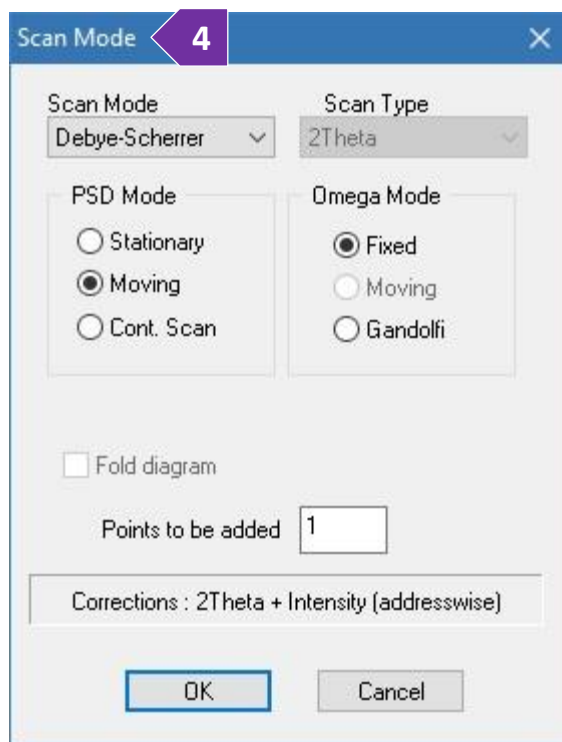 Scan Mode 4
Scan Mode Scan Type
Debye-Scherrer 2Theta
PSD Mode Omega Mode
Stationary Fixed
Moving Moving
Cont. Scan Gandolfi
Fold diagram
Points to be added 1
Corrections : 2Theta + Intensity (addresswise)
OK Cancel